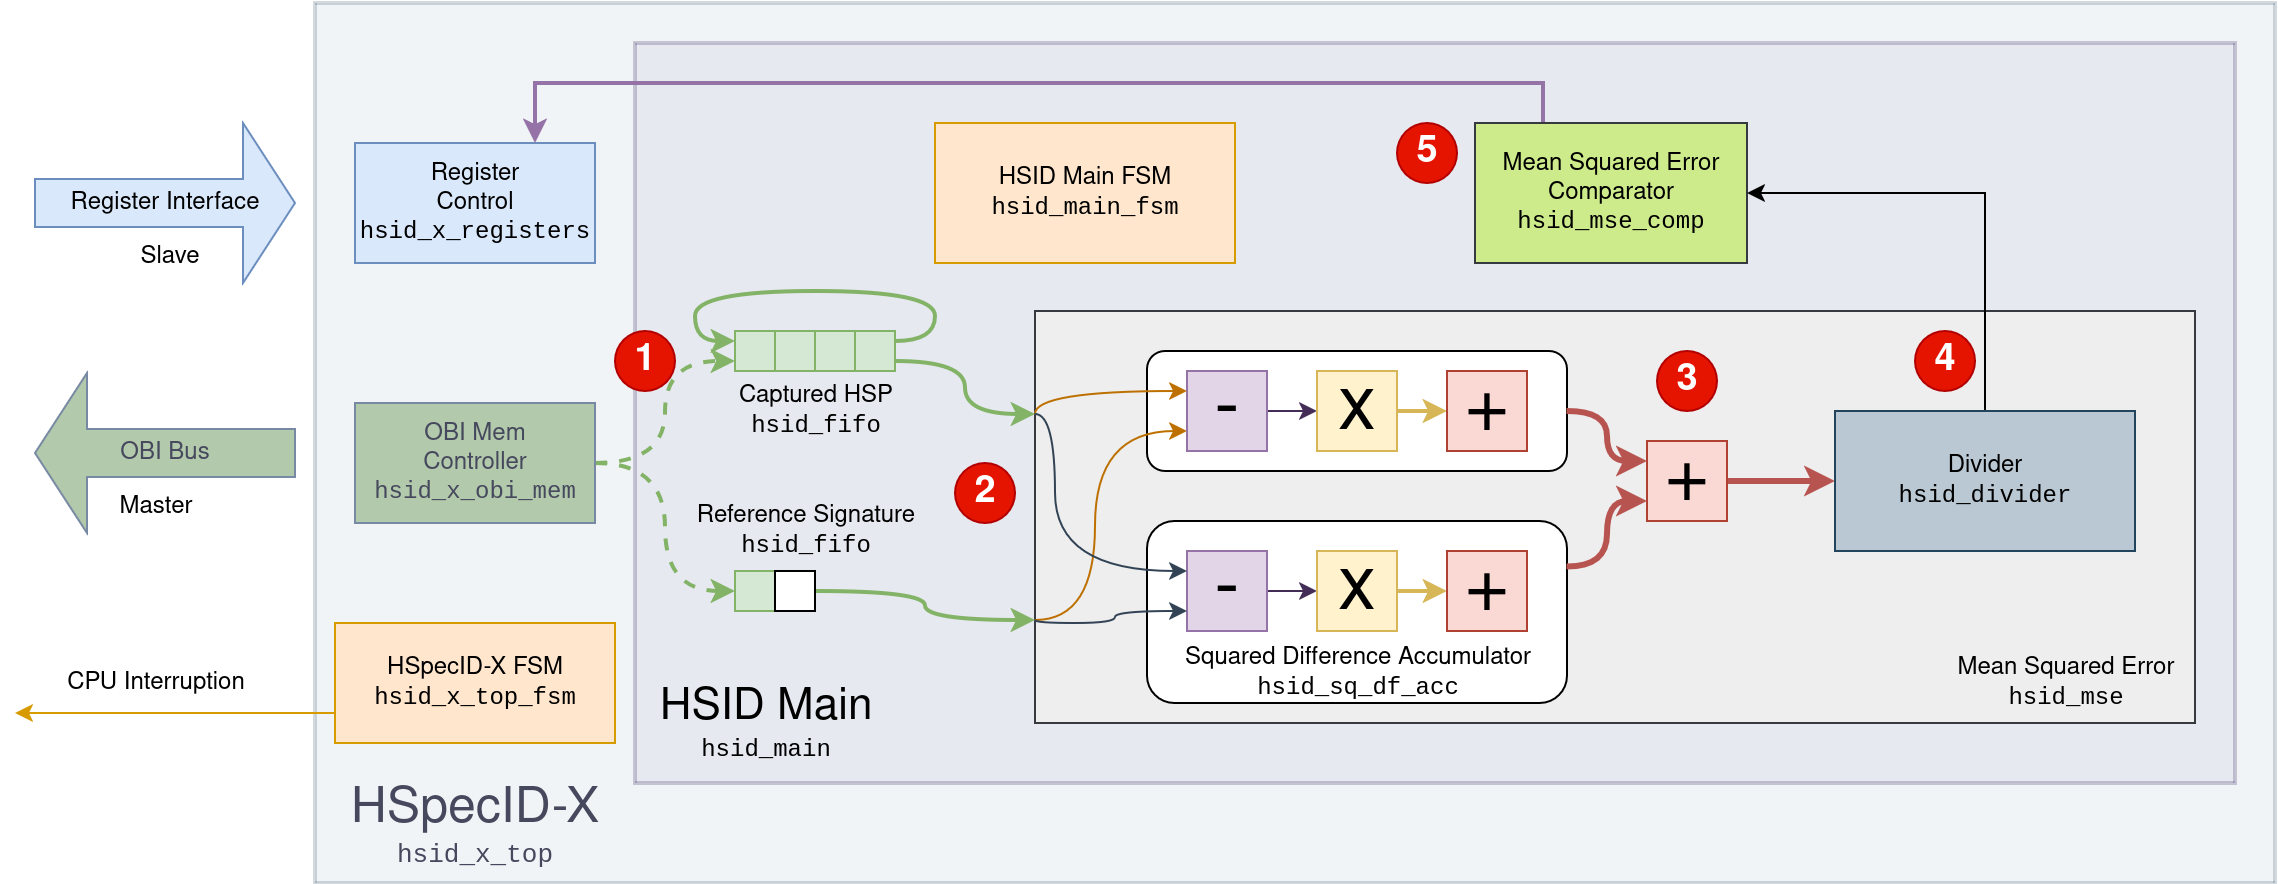 Register Interface
Slave
OBI Bus
Master
CPU Interruption
Register
Control
hsid_x_registers
OBI Mem
Controller
hsid_x_obi_mem
HSpecID-X FSM
hsid_x_top_fsm
HSpecID-X
hsid_x_top
HSID Main FSM
hsid_main_fsm
5
Mean Squared Error
Comparator
hsid_mse_comp
1
Captured HSP
hsid_fifo
2
Reference Signature
hsid_fifo
HSID Main
hsid_main
- X +
- X +
Squared Difference Accumulator
hsid_sq_df_acc
3
+
4
Divider
hsid_divider
Mean Squared Error
hsid_mse